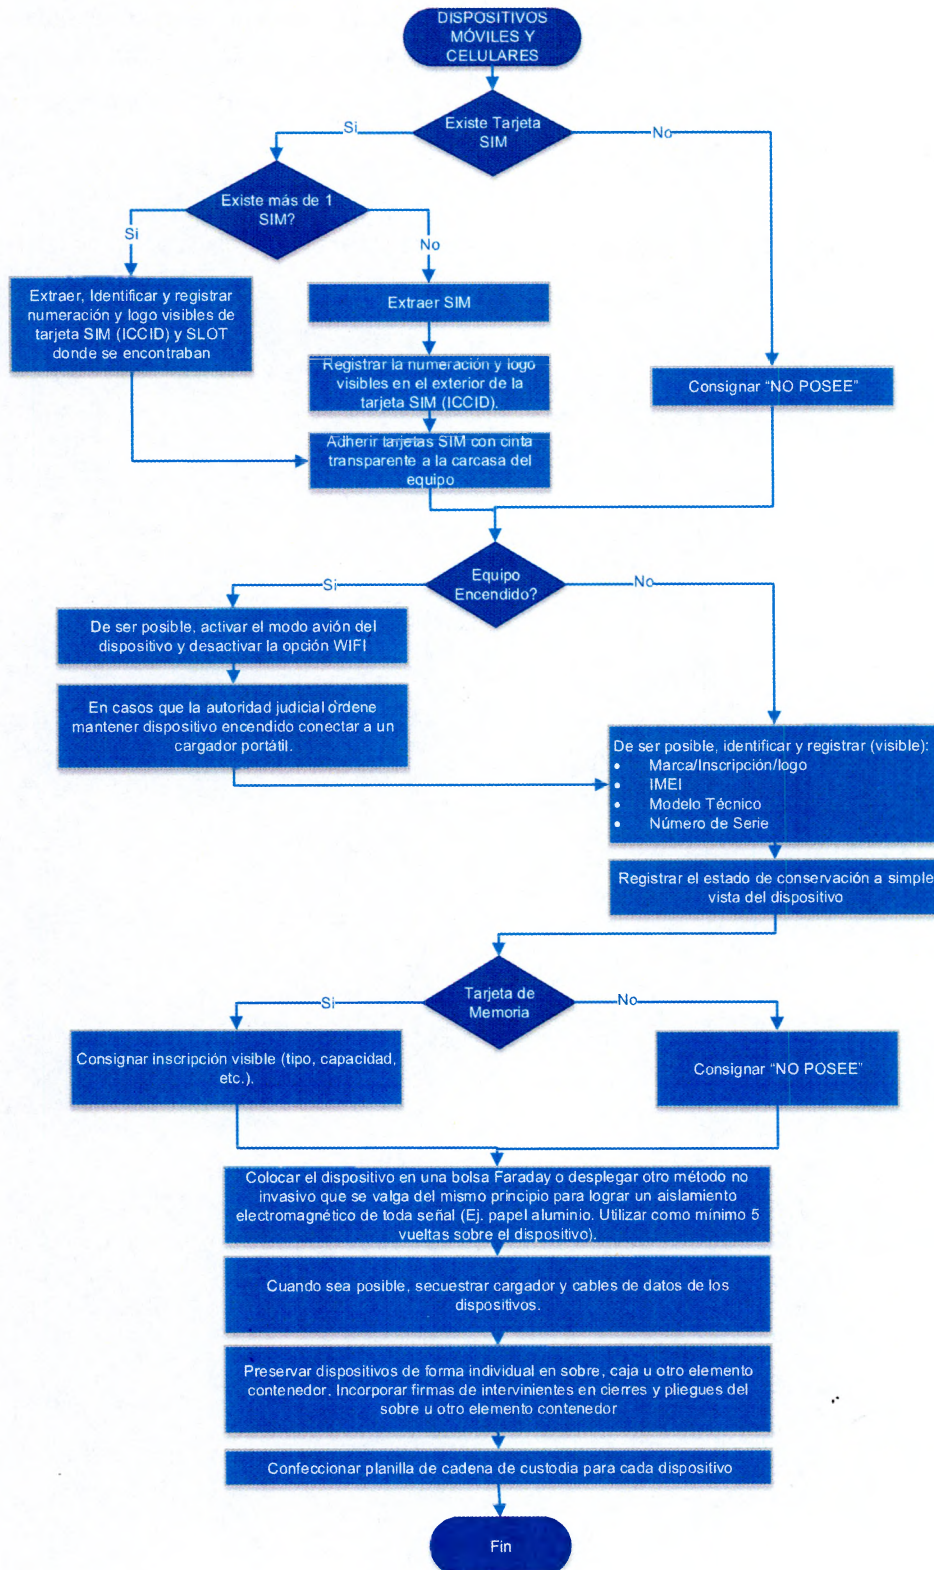 DISPOSITIVOS
MÓVILES Y
CELULARES
Existe Tarjeta
SIM
Si
No
Existe más de 1
SIM?
Si
No
Extraer, Identificar y registrar
numeración y logo visibles de
tarjeta SIM (ICCID) y SLOT
donde se encontraban
Extraer SIM
Registrar la numeración y logo
visibles en el exterior de la
tarjeta SIM (ICCID).
Consignar “NO POSEE”
Adherir tarjetas SIM con cinta
transparente a la carcasa del
equipo
Equipo
Encendido?
Si
No
De ser posible, activar el modo avión del
dispositivo y desactivar la opción WIFI
En casos que la autoridad judicial ordene
mantener dispositivo encendido conectar a un
cargador portátil.
De ser posible, identificar y registrar (visible):
• Marca/Inscripción/logo
• IMEI
• Modelo Técnico
• Número de Serie
Registrar el estado de conservación a simple
vista del dispositivo
Tarjeta de
Memoria
Si
No
Consignar inscripción visible (tipo, capacidad,
etc.).
Consignar “NO POSEE”
Colocar el dispositivo en una bolsa Faraday o desplegar otro método no
invasivo que se valga del mismo principio para lograr un aislamiento
electromagnético de toda señal (Ej. papel aluminio. Utilizar como mínimo 5
vueltas sobre el dispositivo).
Cuando sea posible, secuestrar cargador y cables de datos de los
dispositivos.
Preservar dispositivos de forma individual en sobre, caja u otro elemento
contenedor. Incorporar firmas de intervinientes en cierres y pliegues del
sobre u otro elemento contenedor
Confeccionar planilla de cadena de custodia para cada dispositivo
Fin